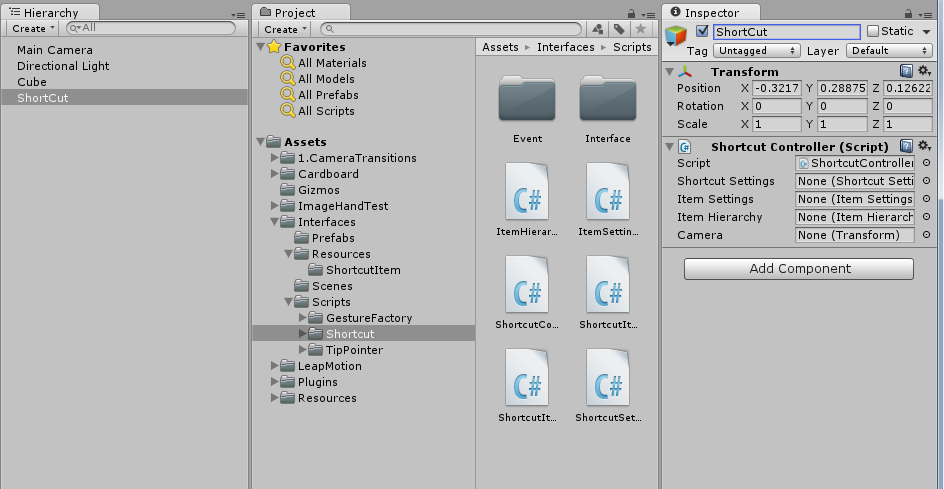 Hierarchy
Create
All
Main Camera
Directional Light
Cube
ShortCut
Project
Create
Favorites
All Materials
All Models
All Prefabs
All Scripts
Assets
1.CameraTransitions
Cardboard
Gizmos
ImageHandTest
Interfaces
Prefabs
Resources
ShortcutItem
Scenes
Scripts
GestureFactory
Shortcut
TipPointer
LeapMotion
Plugins
Resources
Assets Interfaces Scripts
Event Interface
C# C#
ItemHierar... ItemSettin...
C# C#
ShortcutCo... ShortcutIt...
C# C#
ShortcutIt... ShortcutSet...
Inspector
ShortCut Static
Tag Untagged Layer Default
Transform
Position X -0.3217 Y 0.28875 Z 0.12622
Rotation X 0 Y 0 Z 0
Scale X 1 Y 1 Z 1
Shortcut Controller (Script)
Script ShortcutController
Shortcut Settings None (Shortcut Setti
Item Settings None (Item Settings
Item Hierarchy None (Item Hierarch
Camera None (Transform)
Add Component